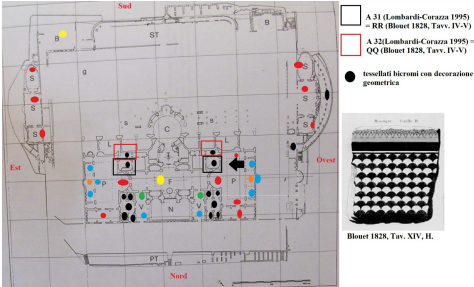 Sud
A 31 (Lombardi-Corazza 1995)
= RR (Blouet 1828, Tavv. IV-V)
A 32(Lombardi-Corazza 1995) =
QQ (Blouet 1828, Tavv. IV-V)
tessellati bicromi con decorazione
geometrica
B
ST
B
g
S
S
S
S
S
S
C
L
L
Est
Ovest
P
F
P
V
N
V
PT
Nord
Blouet 1828, Tav. XIV, H.